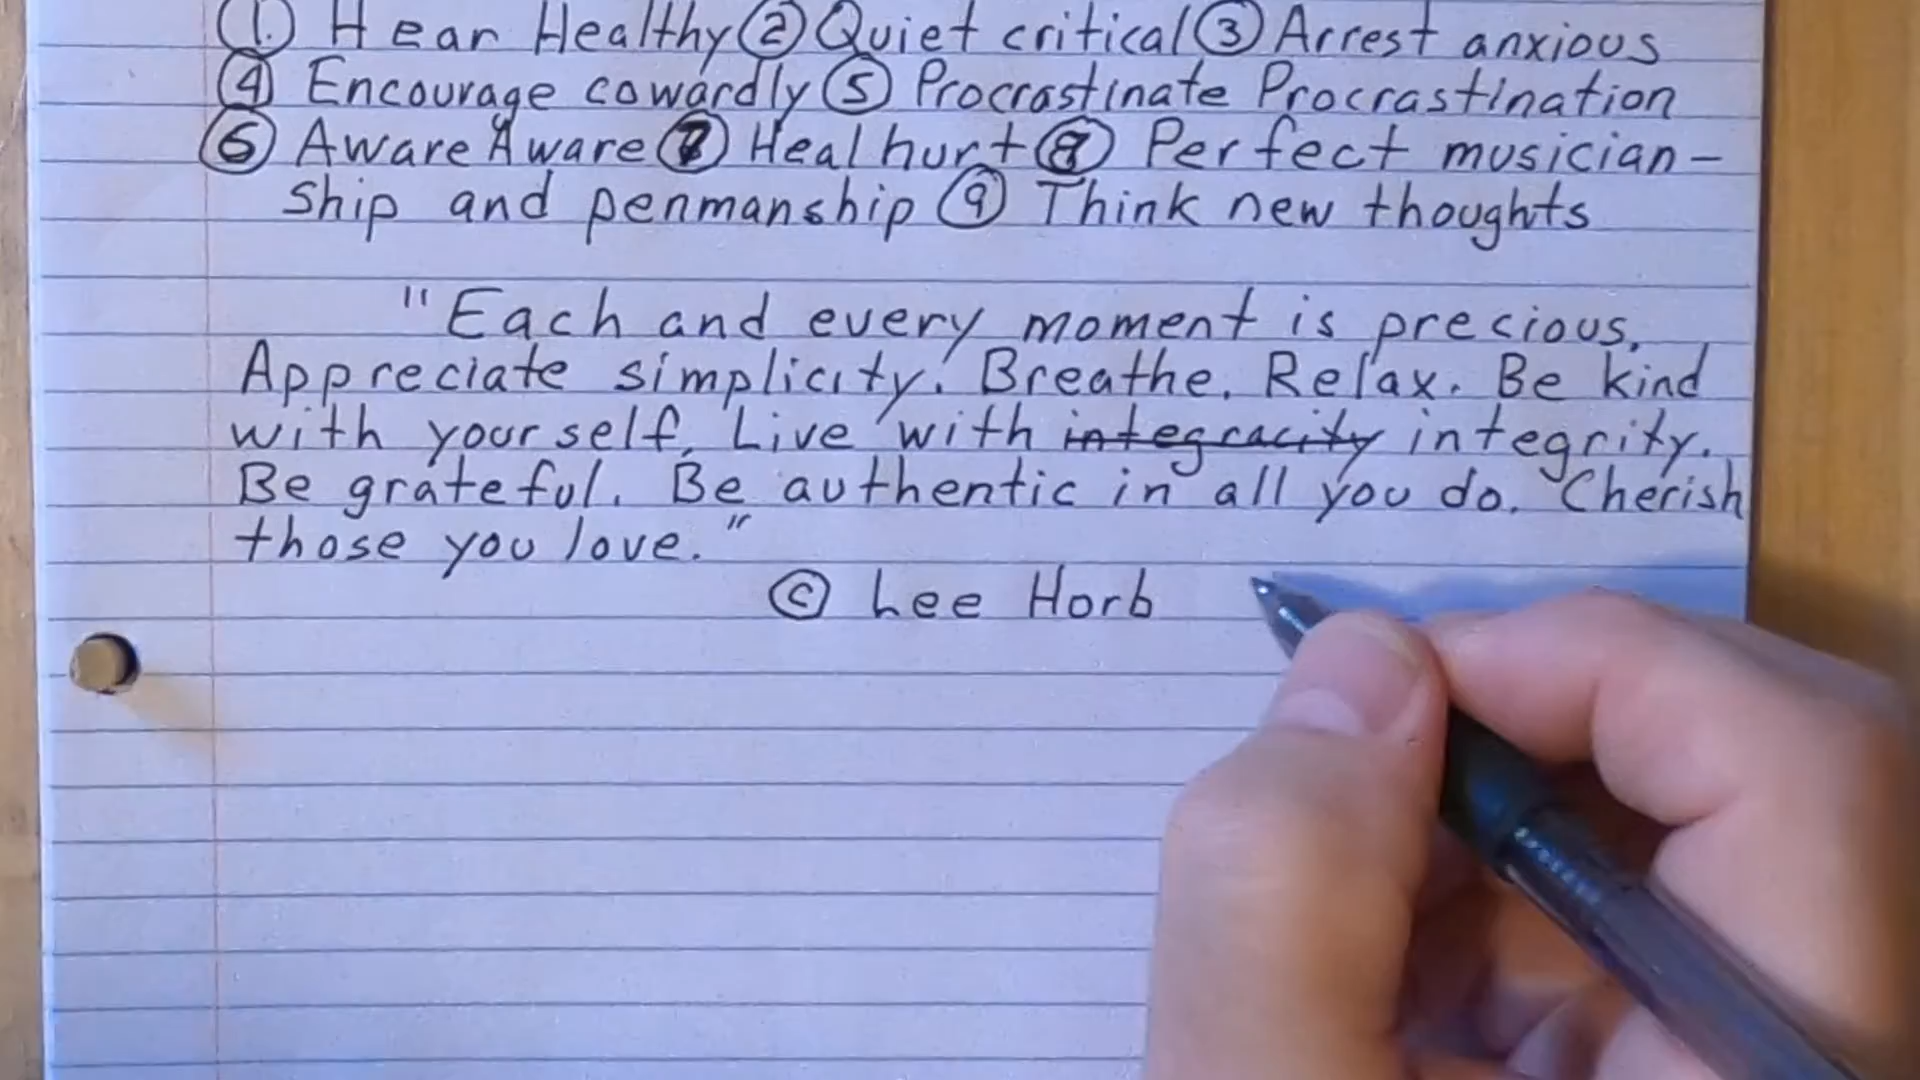 ① Hear Healthy ② Quiet critical ③ Arrest anxious
④ Encourage cowardly ⑤ Procrastinate Procrastination
⑥ Aware Aware ⑦ Heal hurt ⑧ Perfect musician-
ship and penmanship ⑨ Think new thoughts
"Each and every moment is precious.
Appreciate simplicity. Breathe. Relax. Be kind
with yourself. Live with integracity integrity.
Be grateful. Be authentic in all you do. Cherish
those you love."
© Lee Horb